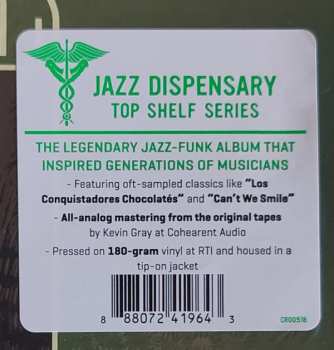 JAZZ DISPENSARY
TOP SHELF SERIES
THE LEGENDARY JAZZ-FUNK ALBUM THAT
INSPIRED GENERATIONS OF MUSICIANS
- Featuring oft-sampled classics like "Los
Conquistadores Chocolatés" and "Can't We Smile"
- All-analog mastering from the original tapes
by Kevin Gray at Cohearent Audio
- Pressed on 180-gram vinyl at RTI and housed in a
tip-on jacket
8 88072 41964 3
CR00518